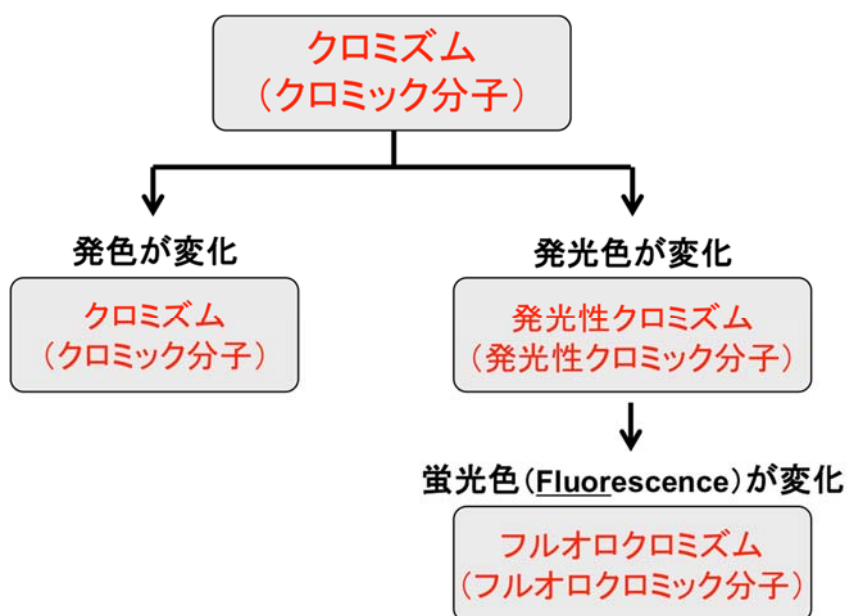 クロミズム
(クロミック分子)
発色が変化
クロミズム
(クロミック分子)
発光色が変化
発光性クロミズム
(発光性クロミック分子)
蛍光色(Fluorescence)が変化
フルオロクロミズム
(フルオロクロミック分子)